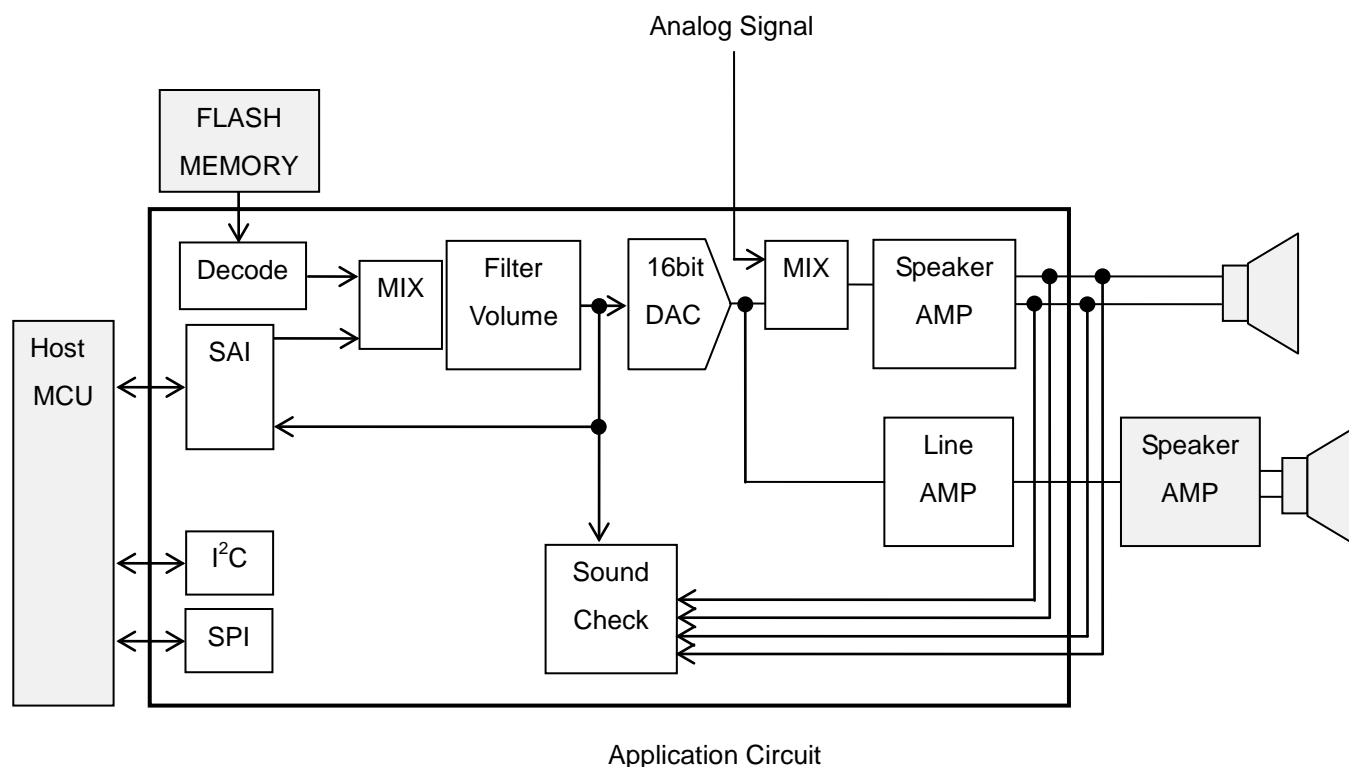 Analog Signal
FLASH
MEMORY
Decode
MIX
Filter
Volume
16bit
DAC
MIX
Speaker
AMP
Host
MCU
SAI
Line
AMP
Speaker
AMP
I²C
SPI
Sound
Check
Application Circuit